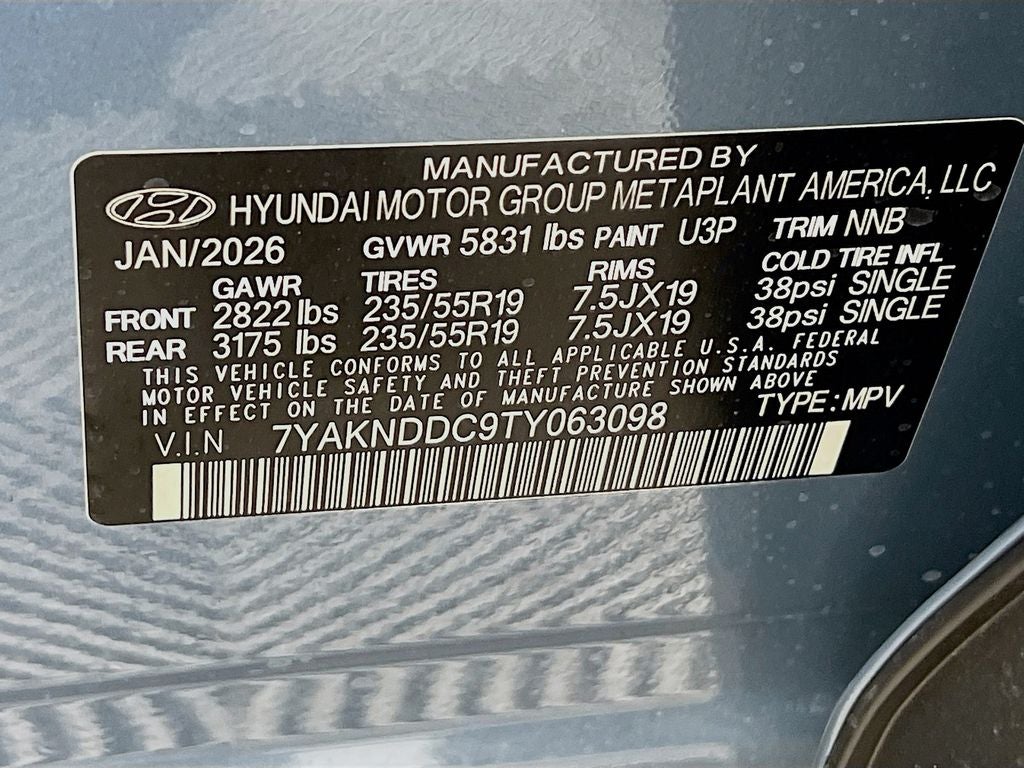 MANUFACTURED BY
HYUNDAI MOTOR GROUP METAPLANT AMERICA, LLC
JAN/2026 GVWR 5831 lbs PAINT U3P TRIM NNB
GAWR TIRES RIMS COLD TIRE INFL
FRONT 2822 lbs 235/55R19 7.5JX19 38psi SINGLE
REAR 3175 lbs 235/55R19 7.5JX19 38psi SINGLE
THIS VEHICLE CONFORMS TO ALL APPLICABLE U.S.A. FEDERAL
MOTOR VEHICLE SAFETY AND THEFT PREVENTION STANDARDS
IN EFFECT ON THE DATE OF MANUFACTURE SHOWN ABOVE
V.I.N 7YAKNDDC9TY063098 TYPE: MPV